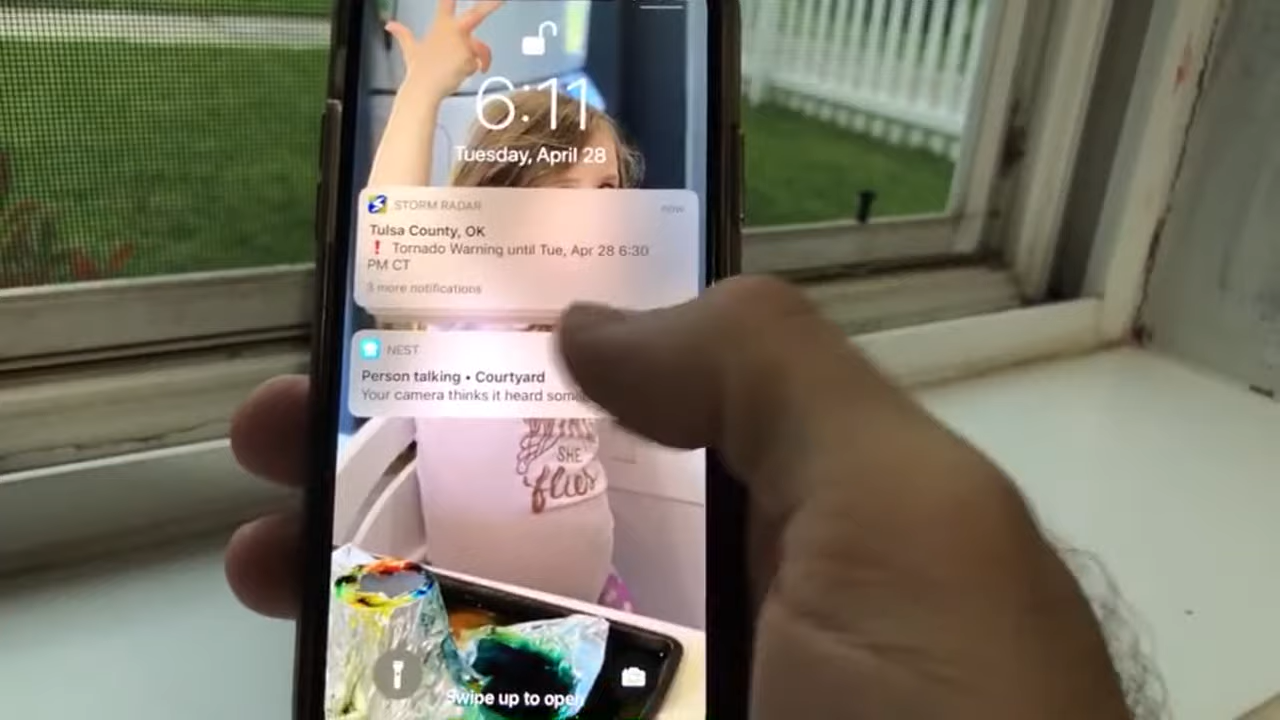 6:11
Tuesday, April 28
STORM RADAR
now
Tulsa County, OK
❗ Tornado Warning until Tue, Apr 28 6:30
PM CT
3 more notifications
NEST
Person talking • Courtyard
Your camera thinks it heard
SHE
flies
Swipe up to open